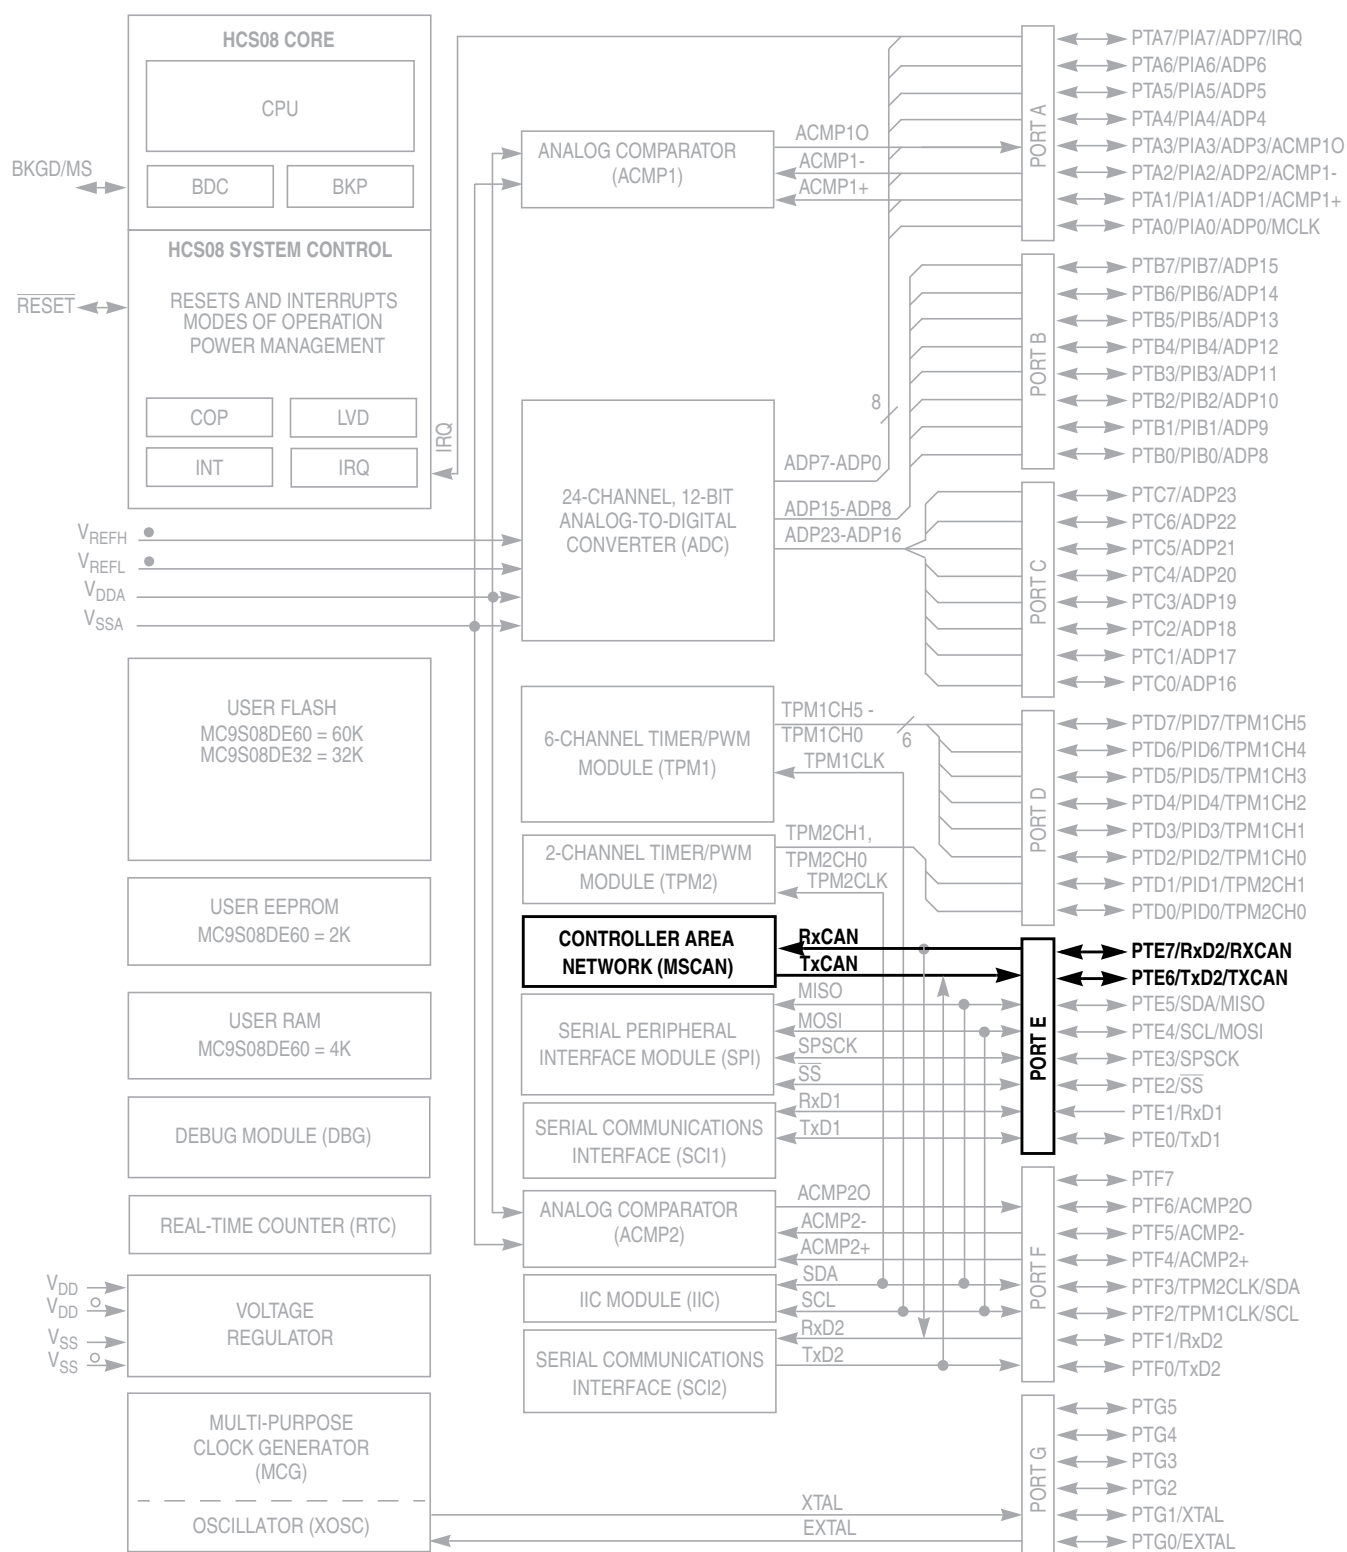 HCS08 CORE
CPU
BDC
BKP
BKGD/MS
HCS08 SYSTEM CONTROL
RESETS AND INTERRUPTS
MODES OF OPERATION
POWER MANAGEMENT
RESET
COP
LVD
INT
IRQ
IRQ
VREFH
VREFL
VDDA
VSSA
USER FLASH
MC9S08DE60 = 60K
MC9S08DE32 = 32K
USER EEPROM
MC9S08DE60 = 2K
USER RAM
MC9S08DE60 = 4K
DEBUG MODULE (DBG)
REAL-TIME COUNTER (RTC)
VDD
VDD
VSS
VSS
VOLTAGE
REGULATOR
MULTI-PURPOSE
CLOCK GENERATOR
(MCG)
OSCILLATOR (XOSC)
ANALOG COMPARATOR
(ACMP1)
ACMP1O
ACMP1-
ACMP1+
24-CHANNEL, 12-BIT
ANALOG-TO-DIGITAL
CONVERTER (ADC)
8
ADP7-ADP0
ADP15-ADP8
ADP23-ADP16
6-CHANNEL TIMER/PWM
MODULE (TPM1)
TPM1CH5 -
TPM1CH0
6
TPM1CLK
2-CHANNEL TIMER/PWM
MODULE (TPM2)
TPM2CH1,
TPM2CH0
TPM2CLK
CONTROLLER AREA
NETWORK (MSCAN)
RxCAN
TxCAN
SERIAL PERIPHERAL
INTERFACE MODULE (SPI)
MISO
MOSI
SPSCK
SS
SERIAL COMMUNICATIONS
INTERFACE (SCI1)
RxD1
TxD1
ANALOG COMPARATOR
(ACMP2)
ACMP2O
ACMP2-
ACMP2+
IIC MODULE (IIC)
SDA
SCL
SERIAL COMMUNICATIONS
INTERFACE (SCI2)
RxD2
TxD2
XTAL
EXTAL
PORT A
PTA7/PIA7/ADP7/IRQ
PTA6/PIA6/ADP6
PTA5/PIA5/ADP5
PTA4/PIA4/ADP4
PTA3/PIA3/ADP3/ACMP1O
PTA2/PIA2/ADP2/ACMP1-
PTA1/PIA1/ADP1/ACMP1+
PTA0/PIA0/ADP0/MCLK
PORT B
PTB7/PIB7/ADP15
PTB6/PIB6/ADP14
PTB5/PIB5/ADP13
PTB4/PIB4/ADP12
PTB3/PIB3/ADP11
PTB2/PIB2/ADP10
PTB1/PIB1/ADP9
PTB0/PIB0/ADP8
PORT C
PTC7/ADP23
PTC6/ADP22
PTC5/ADP21
PTC4/ADP20
PTC3/ADP19
PTC2/ADP18
PTC1/ADP17
PTC0/ADP16
PORT D
PTD7/PID7/TPM1CH5
PTD6/PID6/TPM1CH4
PTD5/PID5/TPM1CH3
PTD4/PID4/TPM1CH2
PTD3/PID3/TPM1CH1
PTD2/PID2/TPM1CH0
PTD1/PID1/TPM2CH1
PTD0/PID0/TPM2CH0
PORT E
PTE7/RxD2/RXCAN
PTE6/TxD2/TXCAN
PTE5/SDA/MISO
PTE4/SCL/MOSI
PTE3/SPSCK
PTE2/SS
PTE1/RxD1
PTE0/TxD1
PORT F
PTF7
PTF6/ACMP2O
PTF5/ACMP2-
PTF4/ACMP2+
PTF3/TPM2CLK/SDA
PTF2/TPM1CLK/SCL
PTF1/RxD2
PTF0/TxD2
PORT G
PTG5
PTG4
PTG3
PTG2
PTG1/XTAL
PTG0/EXTAL